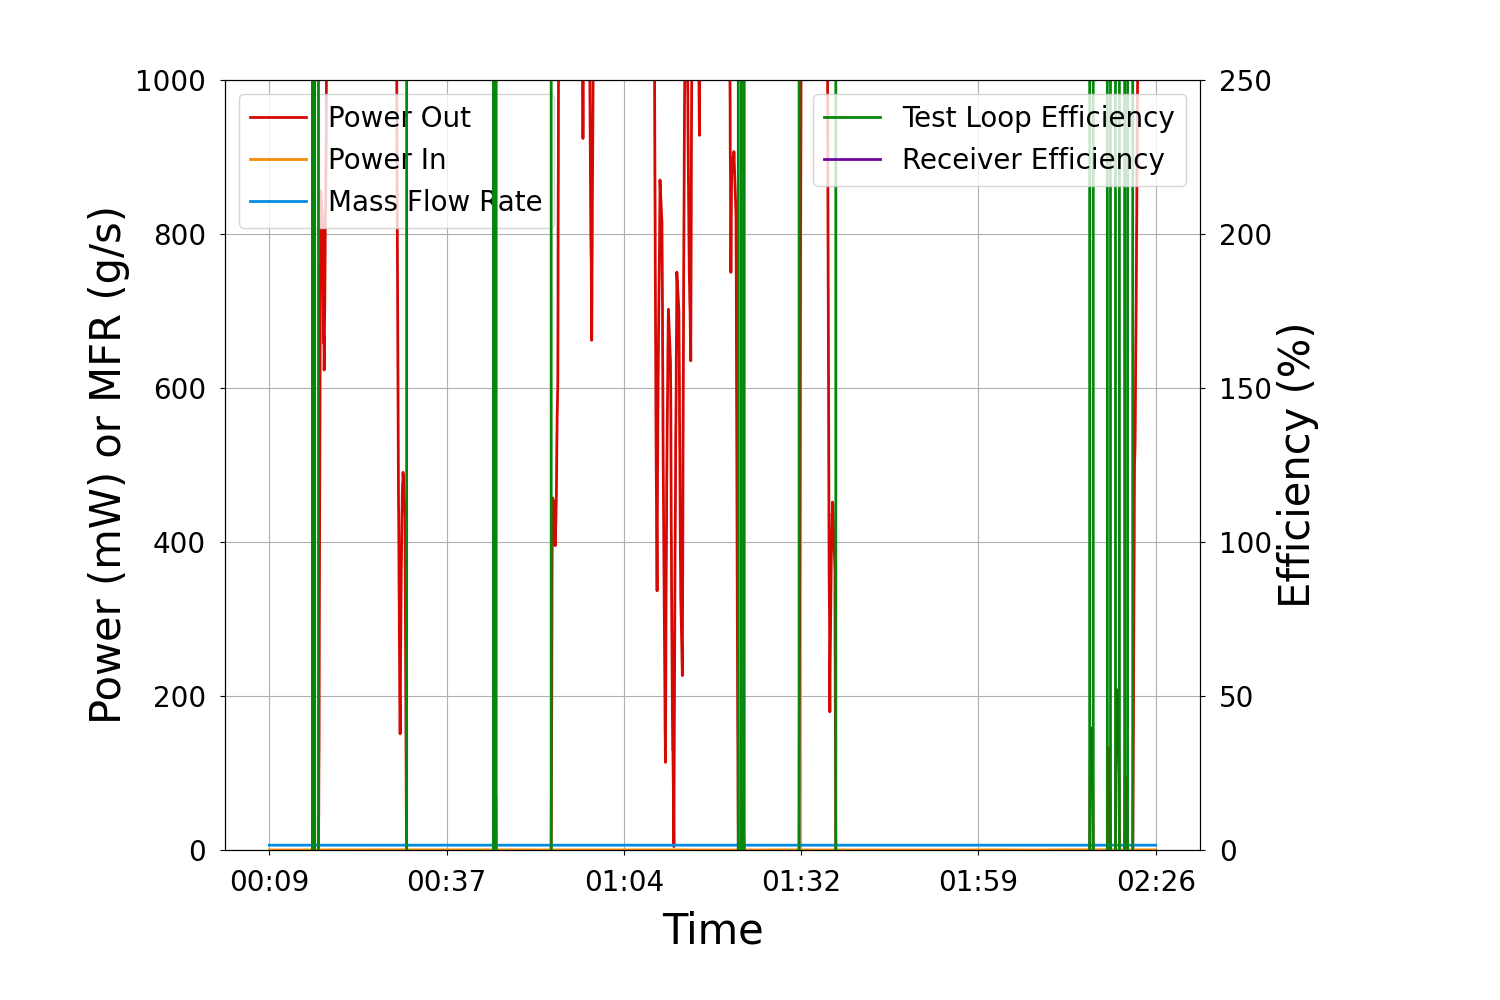 1000
800
600
400
200
0
Power (mW) or MFR (g/s)
Power Out
Power In
Mass Flow Rate
Test Loop Efficiency
Receiver Efficiency
250
200
150
100
50
0
Efficiency (%)
00:09 00:37 01:04 01:32 01:59 02:26
Time